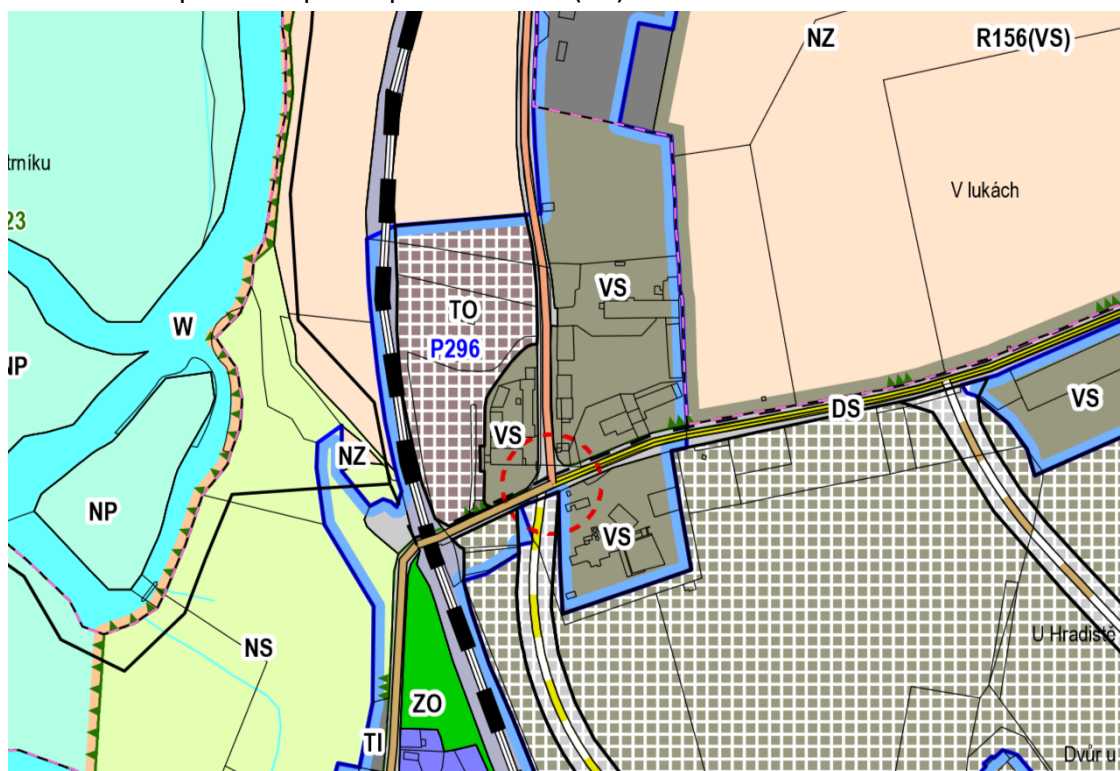 NZ
R156(VS)
trníku
23
V lukách
VS
W
TO
P296
NP
DS
VS
VS
NZ
NP
VS
U Hradiště
NS
ZO
TI
Dvůr u